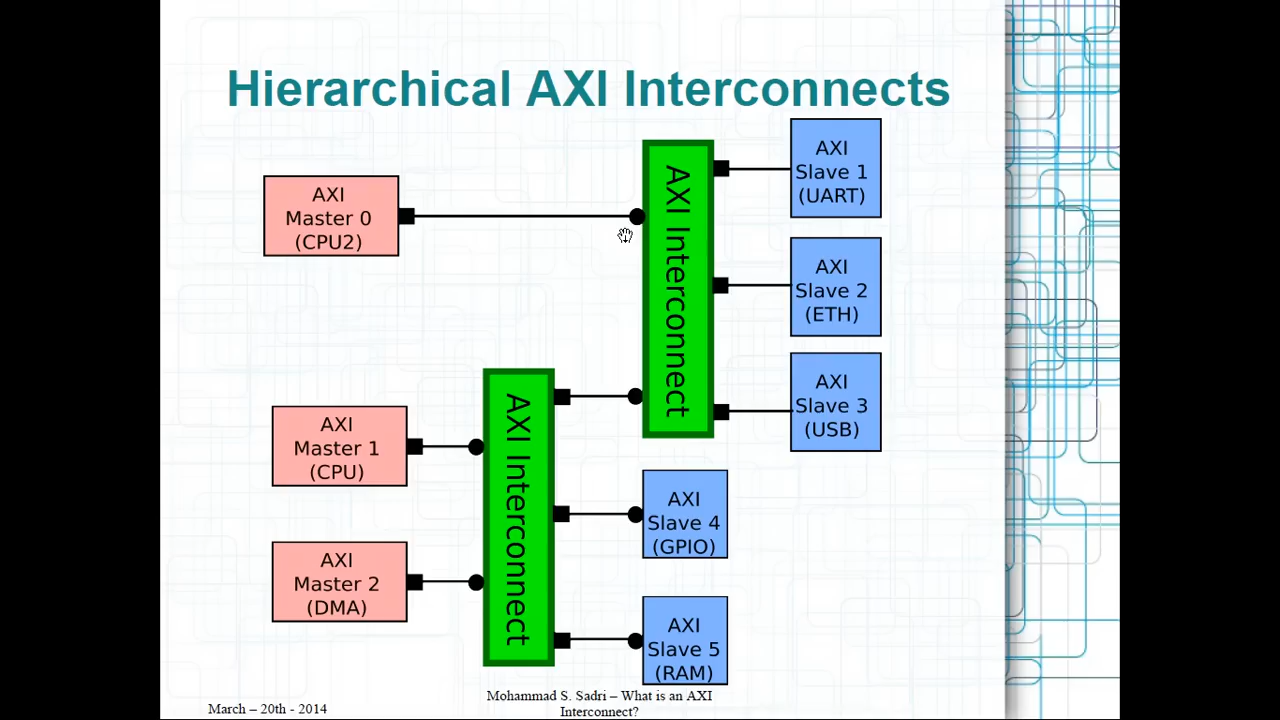 Hierarchical AXI Interconnects
AXI
Master 0
(CPU2)
AXI Interconnect
AXI
Slave 1
(UART)
AXI
Slave 2
(ETH)
AXI
Slave 3
(USB)
AXI
Master 1
(CPU)
AXI
Master 2
(DMA)
AXI Interconnect
AXI
Slave 4
(GPIO)
AXI
Slave 5
(RAM)
March – 20th - 2014
Mohammad S. Sadri – What is an AXI
Interconnect?